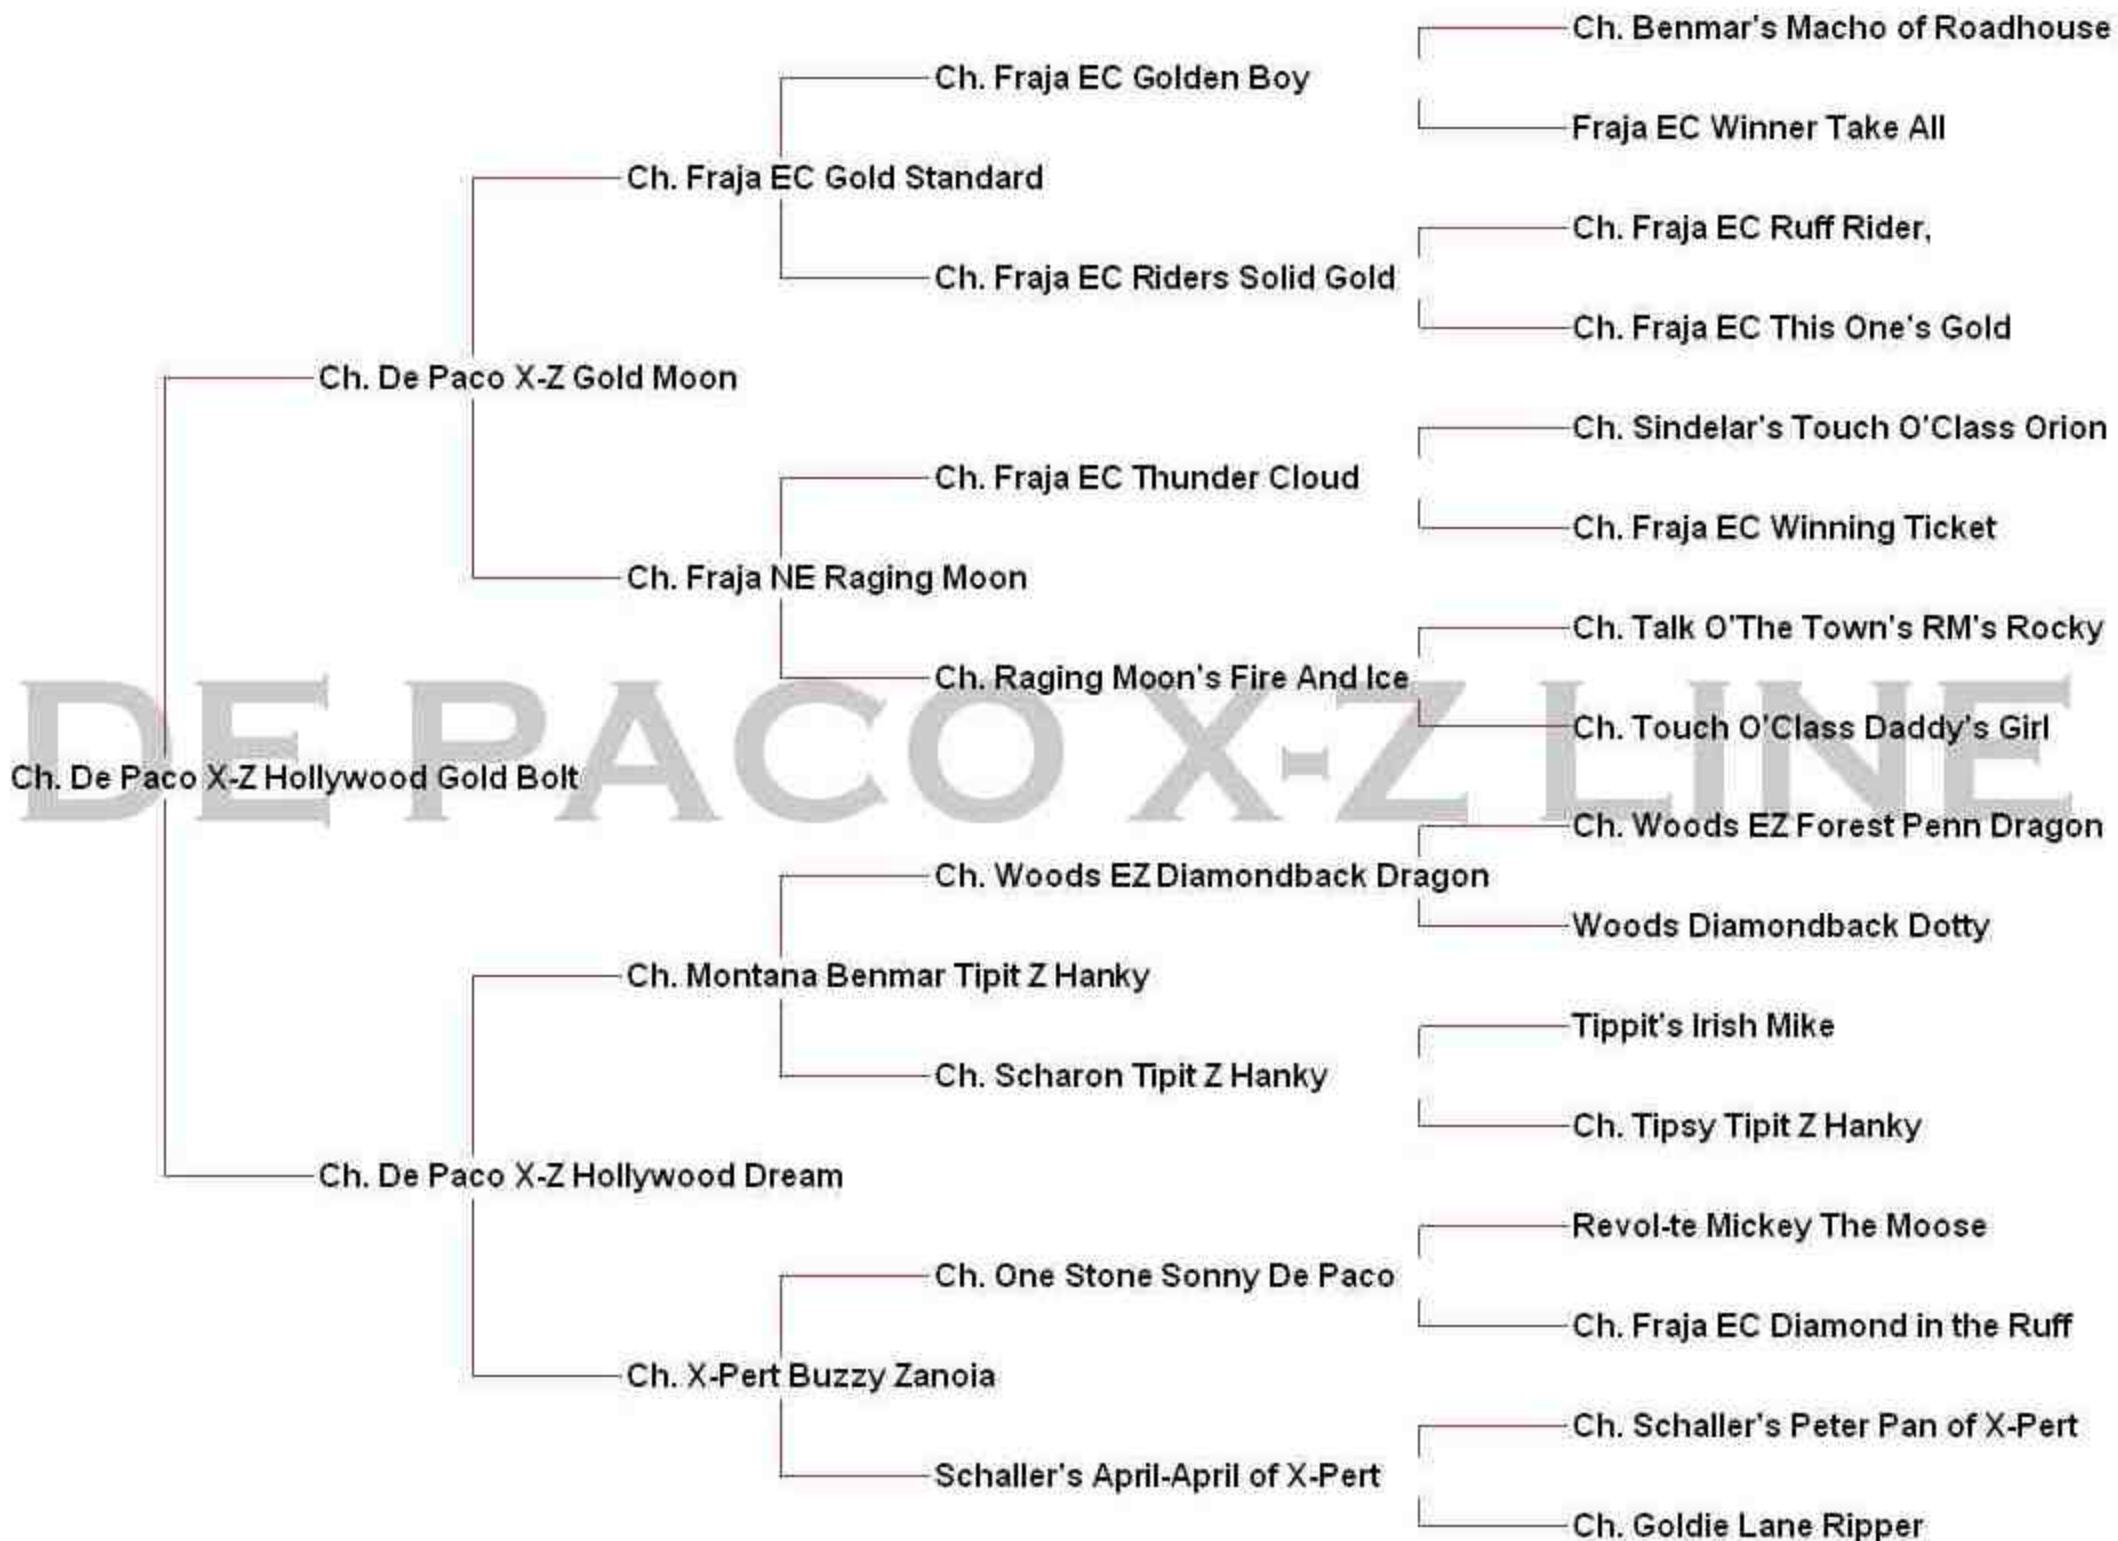 Ch. Benmar's Macho of Roadhouse
Ch. Fraja EC Golden Boy
Fraja EC Winner Take All
Ch. Fraja EC Gold Standard
Ch. Fraja EC Ruff Rider,
Ch. Fraja EC Riders Solid Gold
Ch. Fraja EC This One's Gold
Ch. De Paco X-Z Gold Moon
Ch. Sindelar's Touch O'Class Orion
Ch. Fraja EC Thunder Cloud
Ch. Fraja EC Winning Ticket
Ch. Fraja NE Raging Moon
Ch. Talk O'The Town's RM's Rocky
Ch. Raging Moon's Fire And Ice
Ch. Touch O'Class Daddy's Girl
DE PACO X-Z LINE
Ch. De Paco X-Z Hollywood Gold Bolt
Ch. Woods EZ Forest Penn Dragon
Ch. Woods EZ Diamondback Dragon
Woods Diamondback Dotty
Ch. Montana Benmar Tipit Z Hanky
Tippit's Irish Mike
Ch. Scharon Tipit Z Hanky
Ch. Tipsy Tipit Z Hanky
Ch. De Paco X-Z Hollywood Dream
Revol-te Mickey The Moose
Ch. One Stone Sonny De Paco
Ch. Fraja EC Diamond in the Ruff
Ch. X-Pert Buzzy Zanoia
Ch. Schaller's Peter Pan of X-Pert
Schaller's April-April of X-Pert
Ch. Goldie Lane Ripper